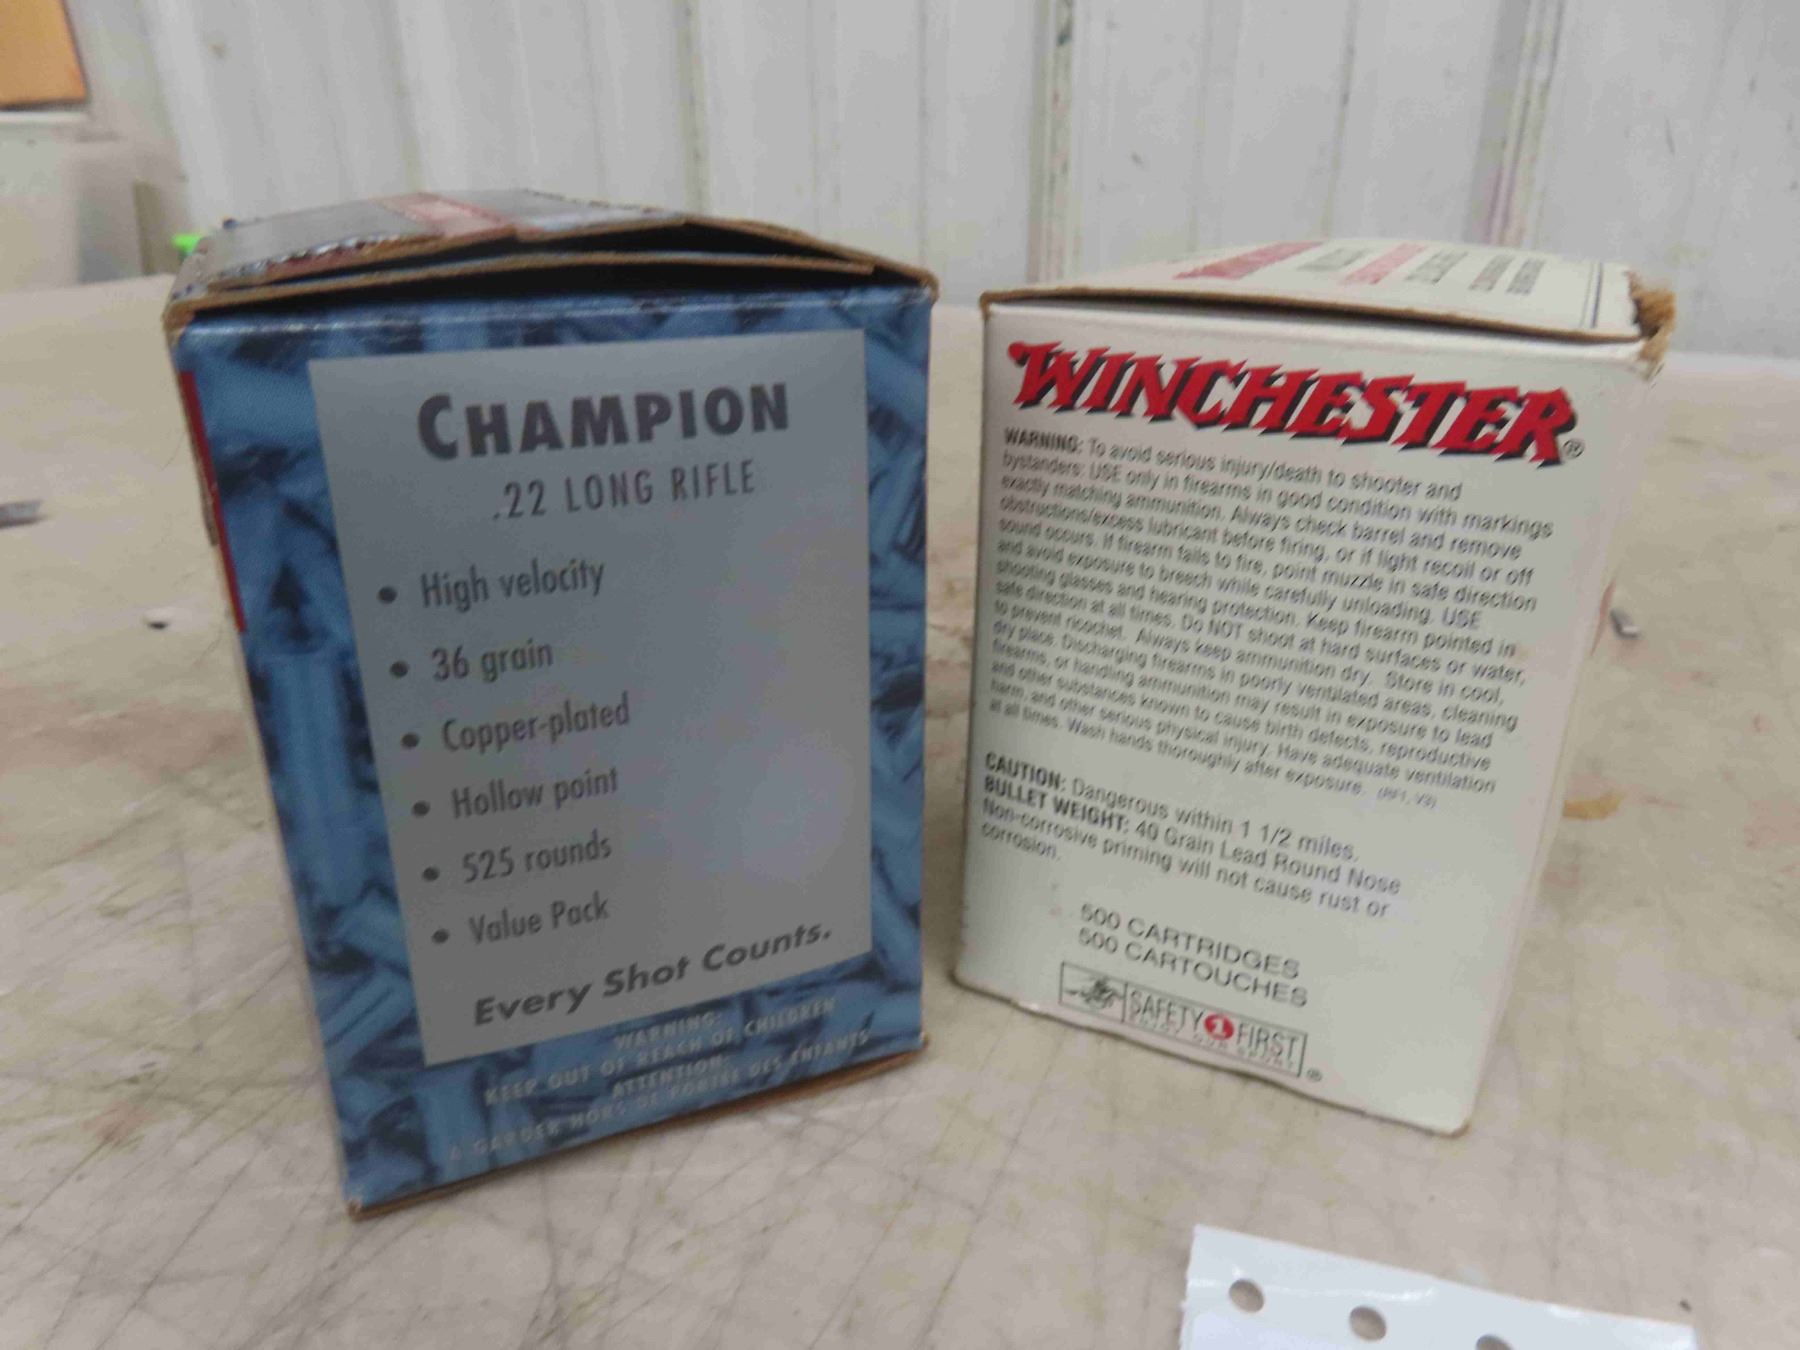 CHAMPION
.22 LONG RIFLE
• High velocity
• 36 grain
• Copper-plated
• Hollow point
• 525 rounds
• Value Pack
Every Shot Counts.
WARNING:
KEEP OUT OF REACH OF CHILDREN
ATTENTION:
A GARDER HORS DE PORTÉE DES ENFANTS
WINCHESTER®
WARNING: To avoid serious injury/death to shooter and
bystanders: USE only in firearms in good condition with markings
exactly matching ammunition. Always check barrel and remove
obstructions/excess lubricant before firing, or if light recoil or off
sound occurs. If firearm fails to fire, point muzzle in safe direction
and avoid exposure to breech while carefully unloading. USE
shooting glasses and hearing protection. Keep firearm pointed in
safe direction at all times. Do NOT shoot at hard surfaces or water,
to prevent ricochet. Always keep ammunition dry. Store in cool,
dry place. Discharging firearms in poorly ventilated areas, cleaning
firearms, or handling ammunition may result in exposure to lead
and other substances known to cause birth defects, reproductive
harm, and other serious physical injury. Have adequate ventilation
at all times. Wash hands thoroughly after exposure.
CAUTION: Dangerous within 1 1/2 miles.
BULLET WEIGHT: 40 Grain Lead Round Nose
Non-corrosive priming will not cause rust or
corrosion.
500 CARTRIDGES
500 CARTOUCHES
SAFETY 1 FIRST
ENJOY OUR SPORT
®